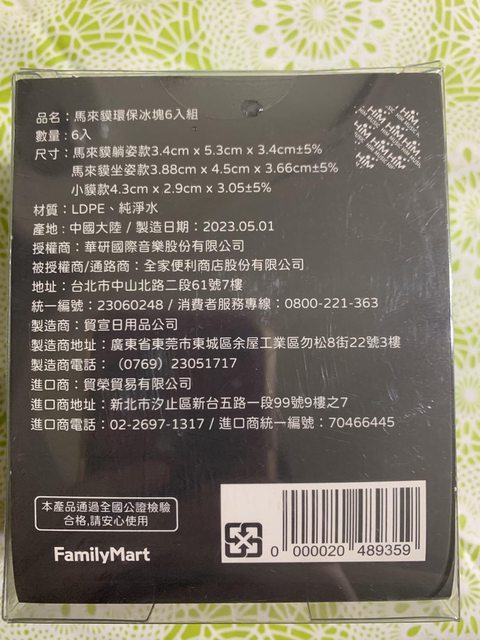 品名：馬來貘環保冰塊6入組
數量：6入
尺寸：馬來貘躺姿款3.4cm x 5.3cm x 3.4cm±5%
馬來貘坐姿款3.88cm x 4.5cm x 3.66cm±5%
小貘款4.3cm x 2.9cm x 3.05±5%
材質：LDPE、純淨水
產地：中國大陸 / 製造日期：2023.05.01
授權商：華研國際音樂股份有限公司
被授權商/通路商：全家便利商店股份有限公司
地址：台北市中山北路二段61號7樓
統一編號：23060248 / 消費者服務專線：0800-221-363
製造商：貿宣日用品公司
製造商地址：廣東省東莞市東城區余屋工業區勿松8街22號3樓
製造商電話：（0769）23051717
進口商：貿榮貿易有限公司
進口商地址：新北市汐止區新台五路一段99號9樓之7
進口商電話：02-2697-1317 / 進口商統一編號：70466445
本產品通過全國公證檢驗
合格,請安心使用
FamilyMart
0 000020 489359
HIM